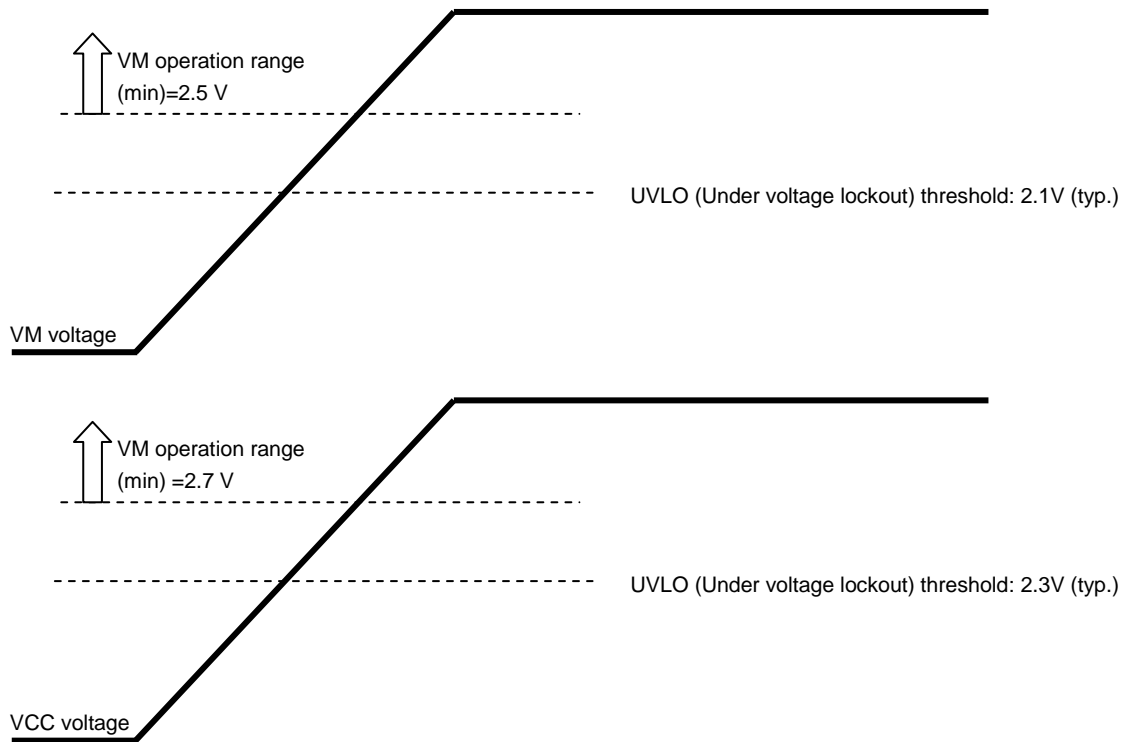 VM operation range
(min)=2.5 V
UVLO (Under voltage lockout) threshold: 2.1V (typ.)
VM voltage
VM operation range
(min) =2.7 V
UVLO (Under voltage lockout) threshold: 2.3V (typ.)
VCC voltage